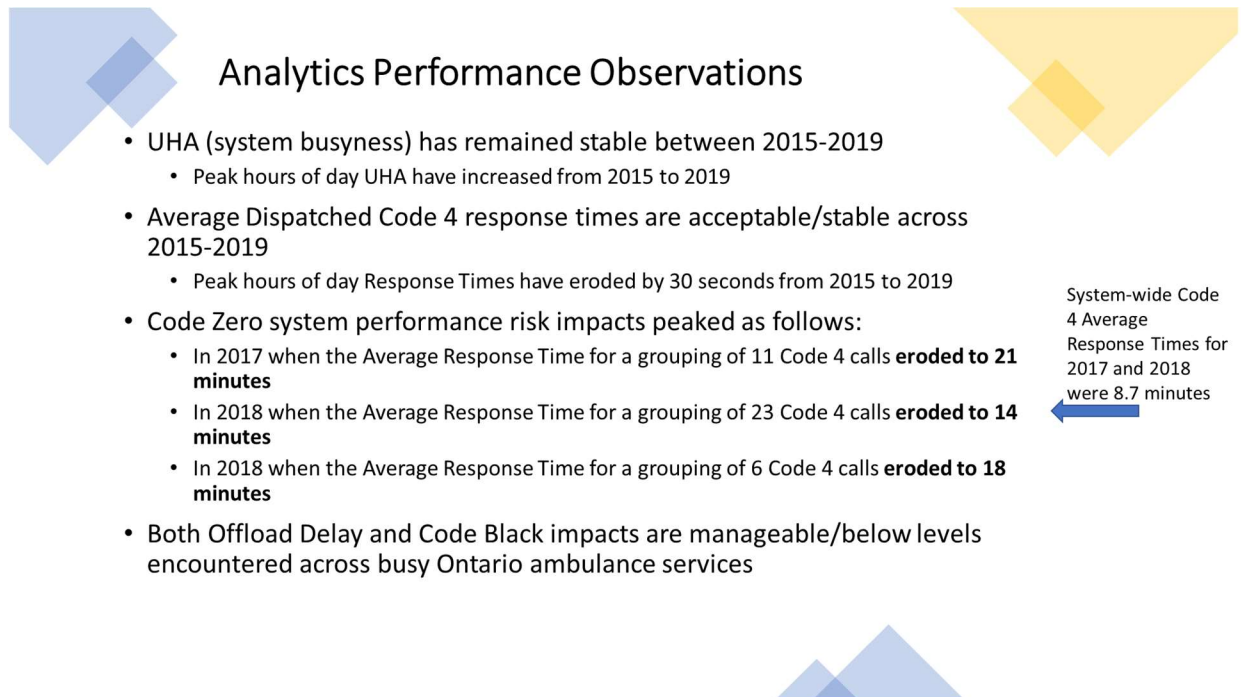 Analytics Performance Observations
• UHA (system busyness) has remained stable between 2015-2019
• Peak hours of day UHA have increased from 2015 to 2019
• Average Dispatched Code 4 response times are acceptable/stable across
2015-2019
• Peak hours of day Response Times have eroded by 30 seconds from 2015 to 2019
• Code Zero system performance risk impacts peaked as follows:
• In 2017 when the Average Response Time for a grouping of 11 Code 4 calls eroded to 21
minutes
• In 2018 when the Average Response Time for a grouping of 23 Code 4 calls eroded to 14
minutes
• In 2018 when the Average Response Time for a grouping of 6 Code 4 calls eroded to 18
minutes
• Both Offload Delay and Code Black impacts are manageable/below levels
encountered across busy Ontario ambulance services
System-wide Code
4 Average
Response Times for
2017 and 2018
were 8.7 minutes